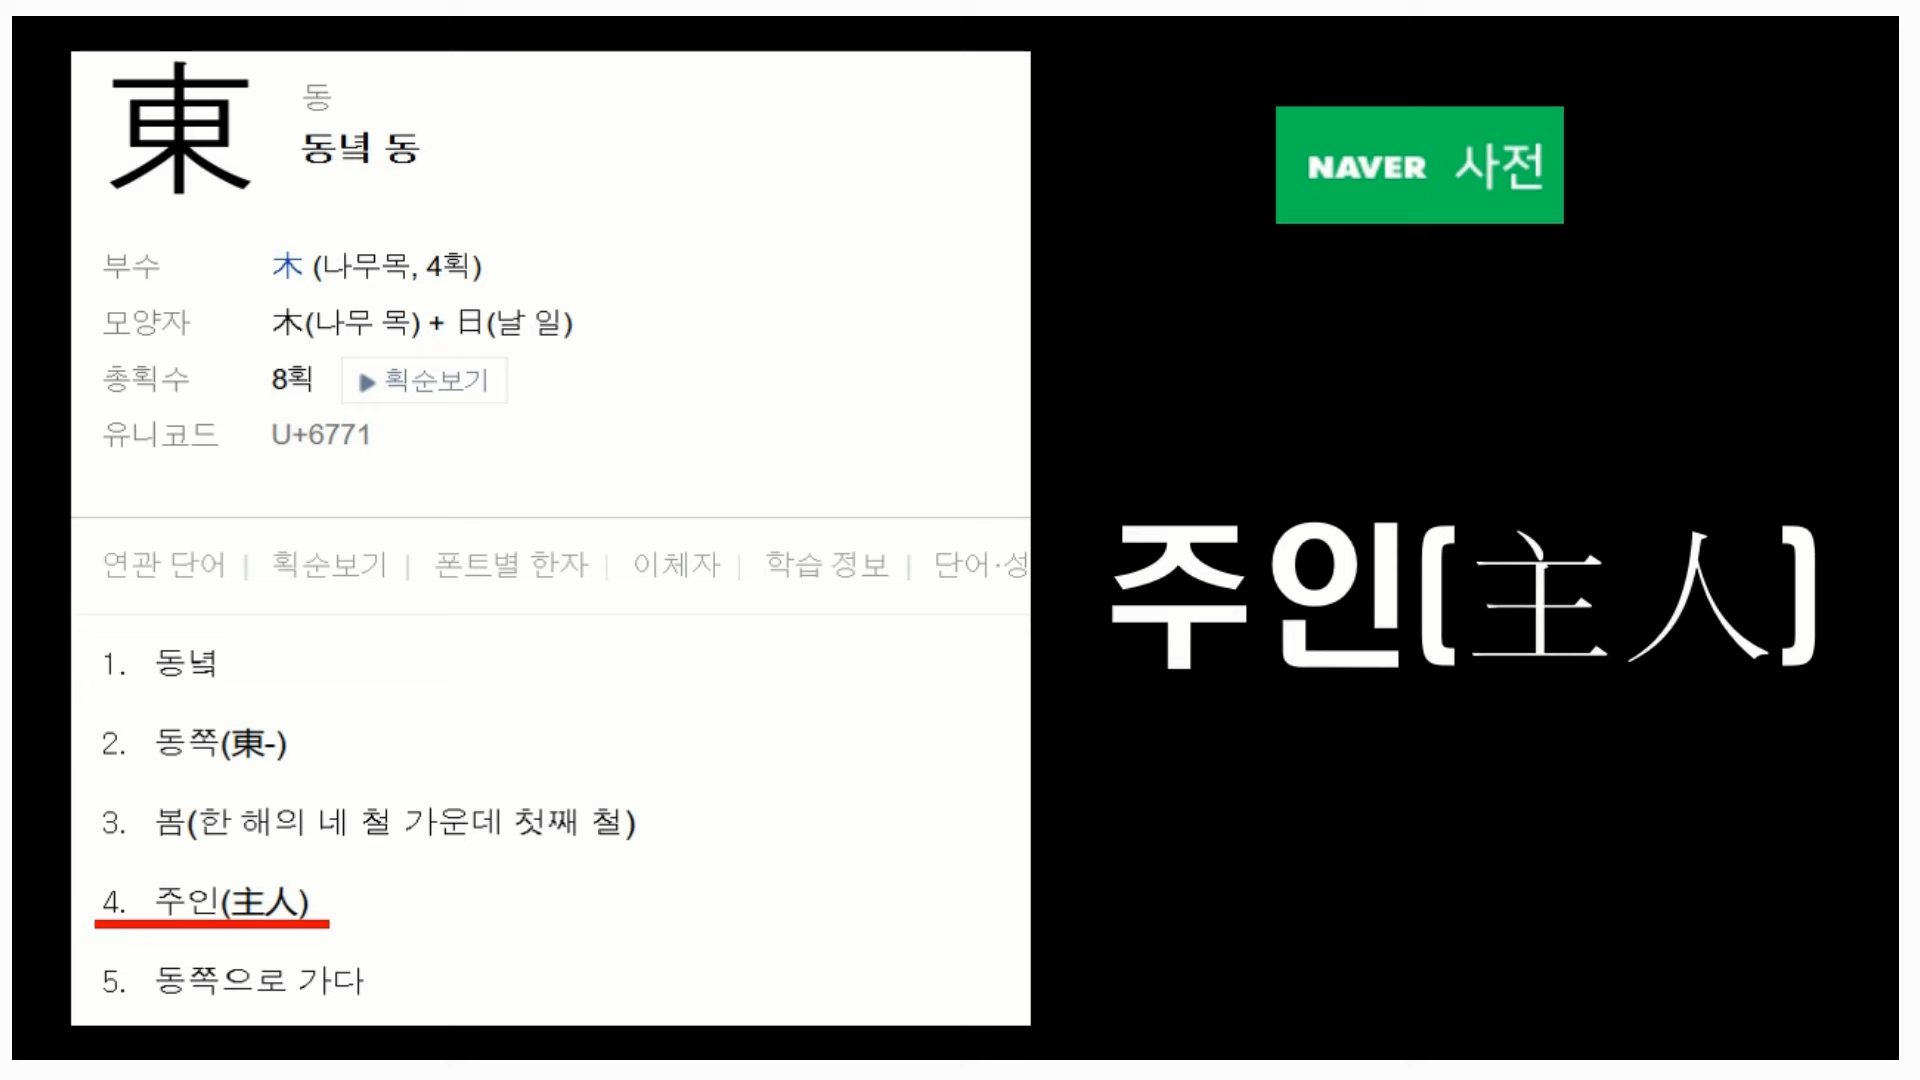 東
동
동녘 동
부수 木 (나무목, 4획)
모양자 木(나무 목) + 日(날 일)
총획수 8획 ▶ 획순보기
유니코드 U+6771
연관 단어 | 획순보기 | 폰트별 한자 | 이체자 | 학습 정보 | 단어·성
1. 동녘
2. 동쪽(東-)
3. 봄(한 해의 네 철 가운데 첫째 철)
4. 주인(主人)
5. 동쪽으로 가다
NAVER 사전
주인(主人)